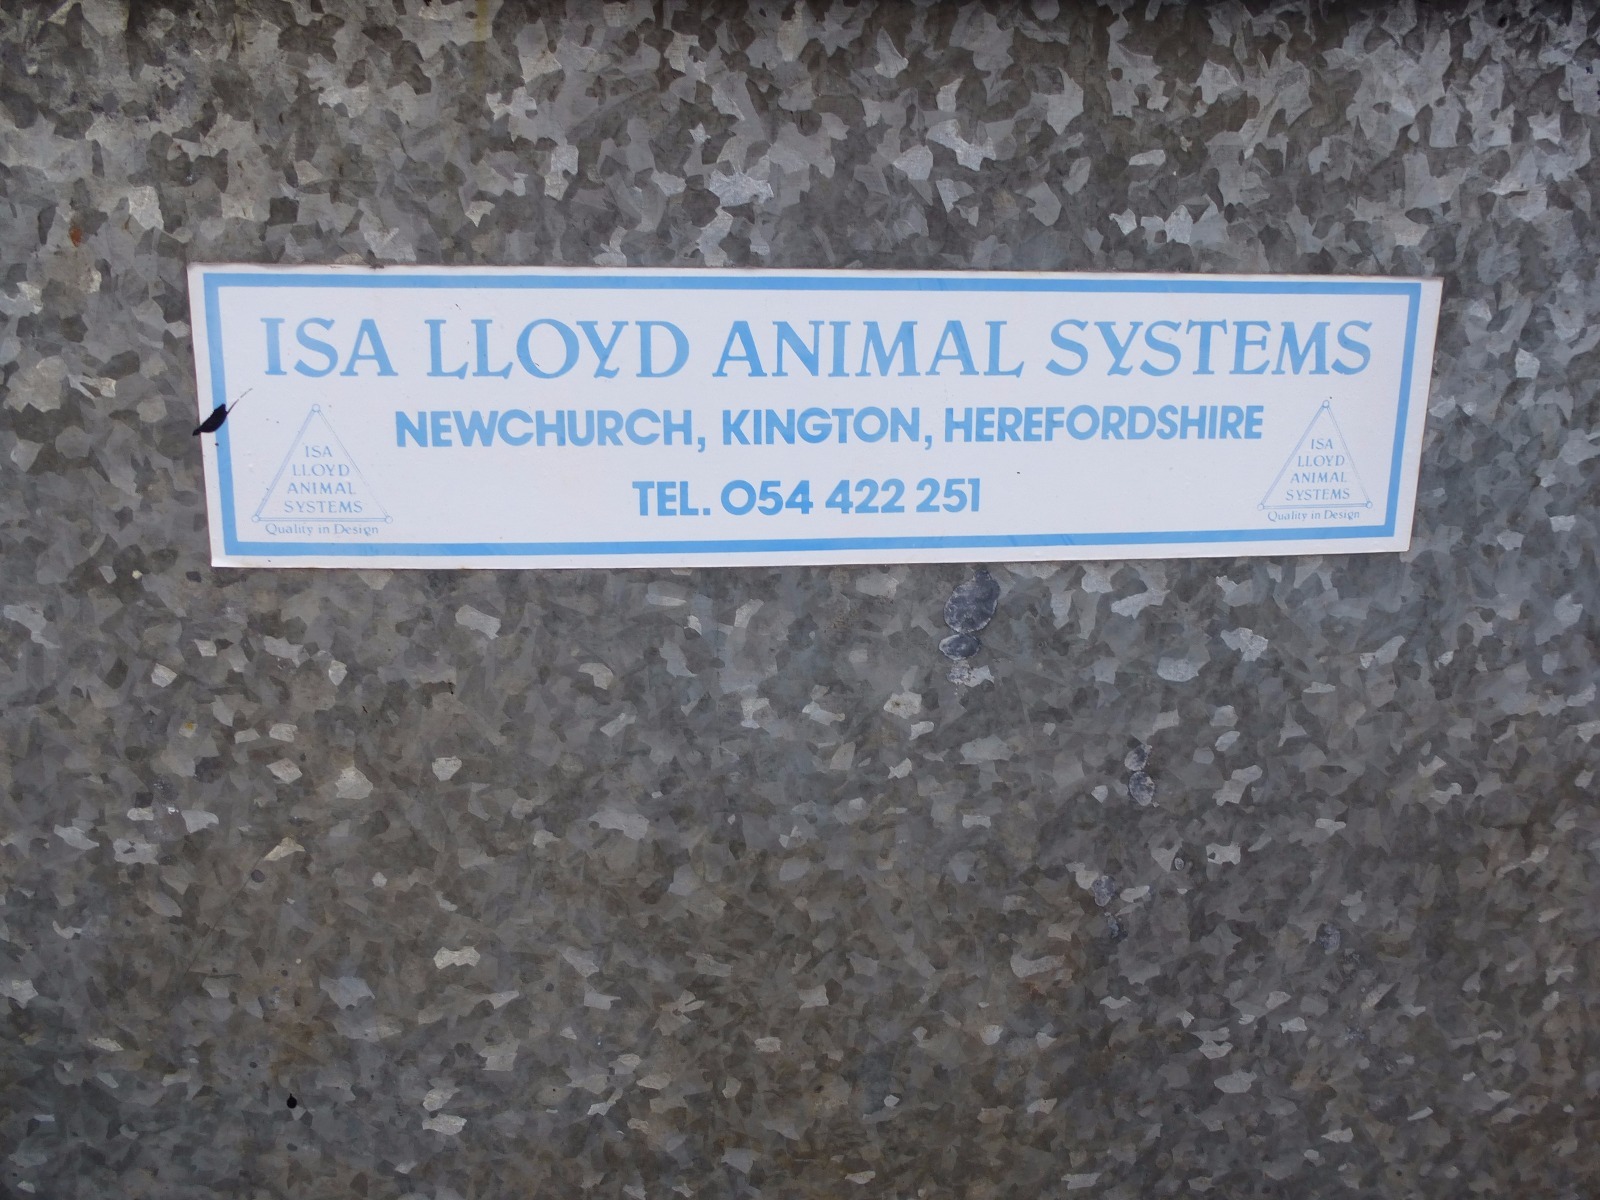 ISA LLOYD ANIMAL SYSTEMS
NEWCHURCH, KINGTON, HEREFORDSHIRE
TEL. 054 422 251
ISA
LLOYD
ANIMAL
SYSTEMS
Quality in Design
ISA
LLOYD
ANIMAL
SYSTEMS
Quality in Design